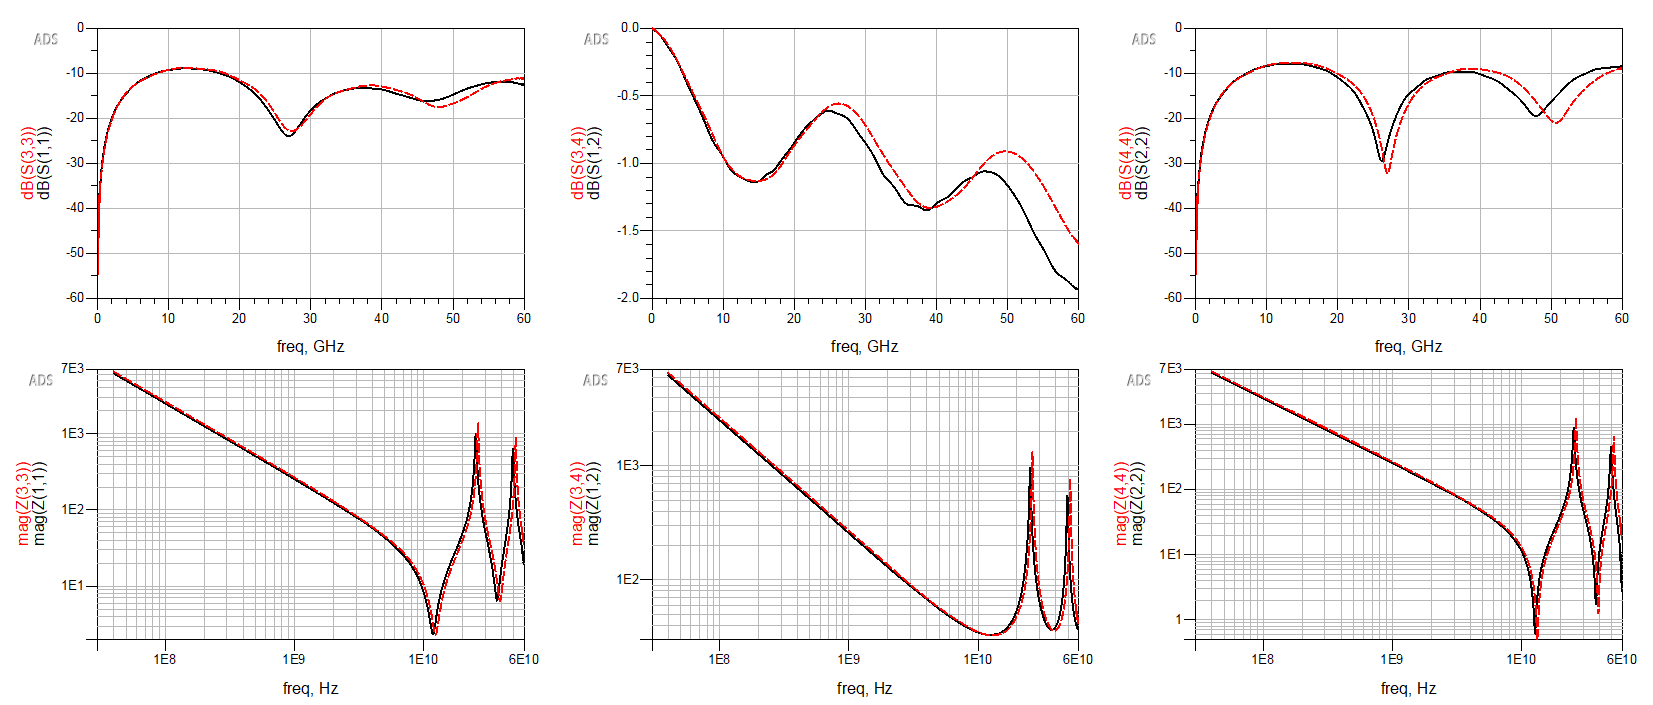 ADS
0
-10
-20
-30
-40
-50
-60
dB(S(3,3))
dB(S(1,1))
0 10 20 30 40 50 60
freq, GHz
ADS
0.0
-0.5
-1.0
-1.5
-2.0
dB(S(3,4))
dB(S(1,2))
0 10 20 30 40 50 60
freq, GHz
ADS
0
-10
-20
-30
-40
-50
-60
dB(S(4,4))
dB(S(2,2))
0 10 20 30 40 50 60
freq, GHz
ADS
7E3
1E3
1E2
1E1
mag(Z(3,3))
mag(Z(1,1))
1E8 1E9 1E10 6E10
freq, Hz
ADS
7E3
1E3
1E2
mag(Z(3,4))
mag(Z(1,2))
1E8 1E9 1E10 6E10
freq, Hz
ADS
7E3
1E3
1E2
1E1
1
mag(Z(4,4))
mag(Z(2,2))
1E8 1E9 1E10 6E10
freq, Hz